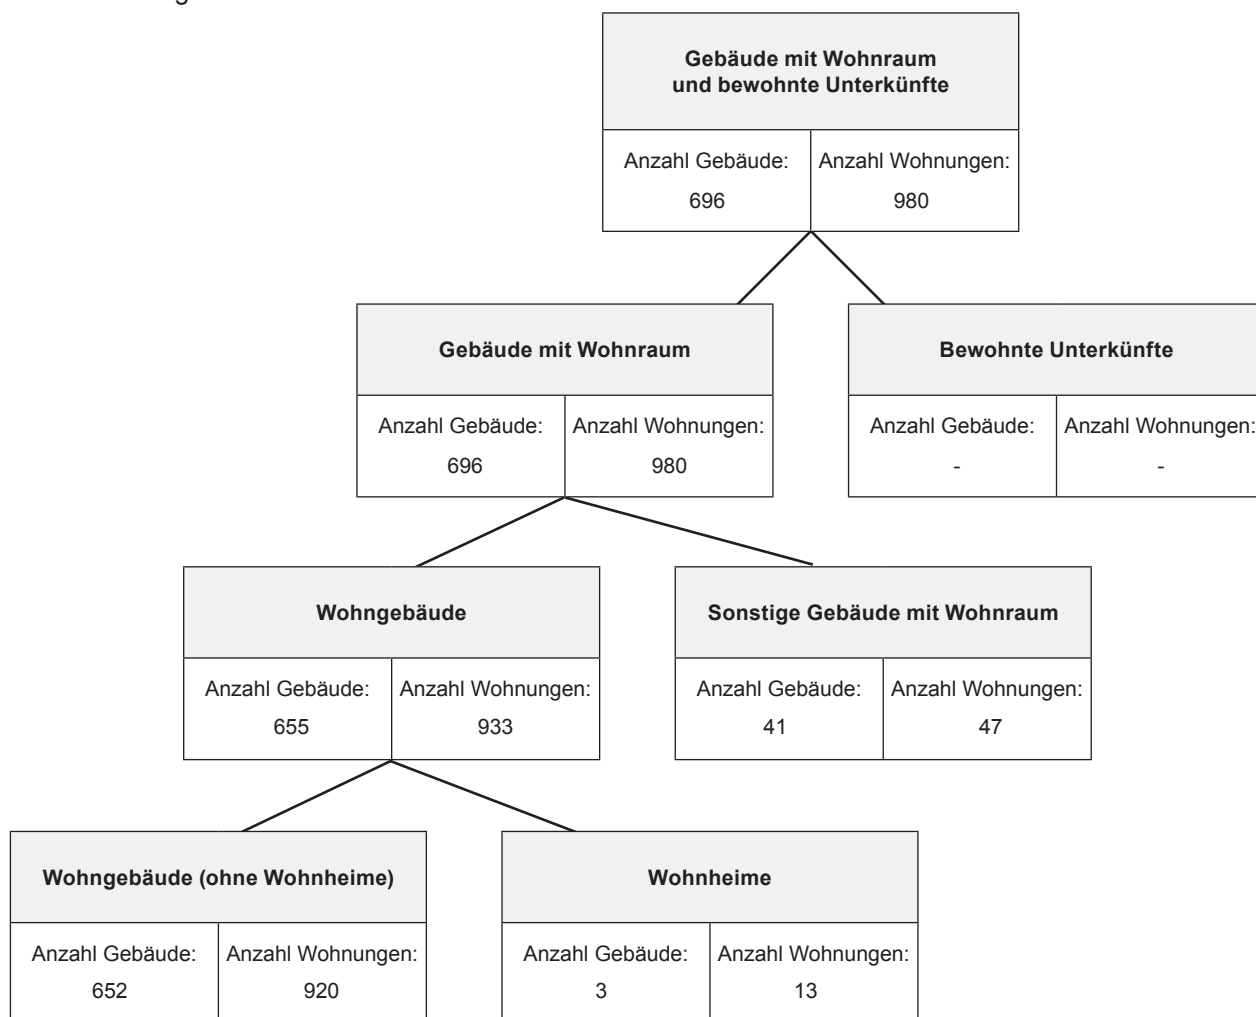 Gebäude mit Wohnraum
und bewohnte Unterkünfte
Anzahl Gebäude: Anzahl Wohnungen:
696 980
Gebäude mit Wohnraum
Anzahl Gebäude: Anzahl Wohnungen:
696 980
Bewohnte Unterkünfte
Anzahl Gebäude: Anzahl Wohnungen:
- -
Wohngebäude
Anzahl Gebäude: Anzahl Wohnungen:
655 933
Sonstige Gebäude mit Wohnraum
Anzahl Gebäude: Anzahl Wohnungen:
41 47
Wohngebäude (ohne Wohnheime)
Anzahl Gebäude: Anzahl Wohnungen:
652 920
Wohnheime
Anzahl Gebäude: Anzahl Wohnungen:
3 13